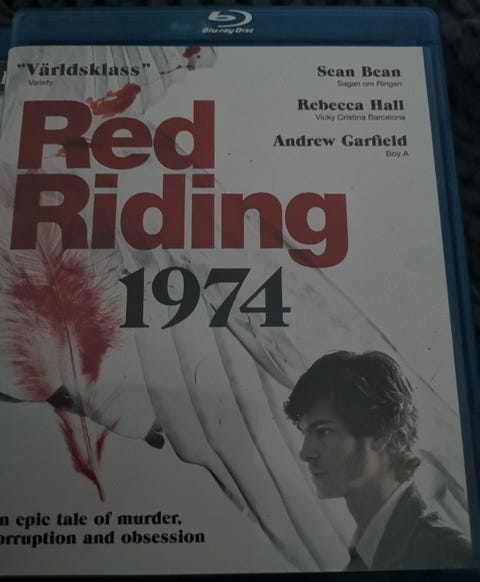 Blu-ray Disc
"Världsklass"
Variety
Sean Bean
Sagan om Ringen
Rebecca Hall
Vicky Cristina Barcelona
Andrew Garfield
Boy A
Red
Riding
1974
n epic tale of murder,
orruption and obsession